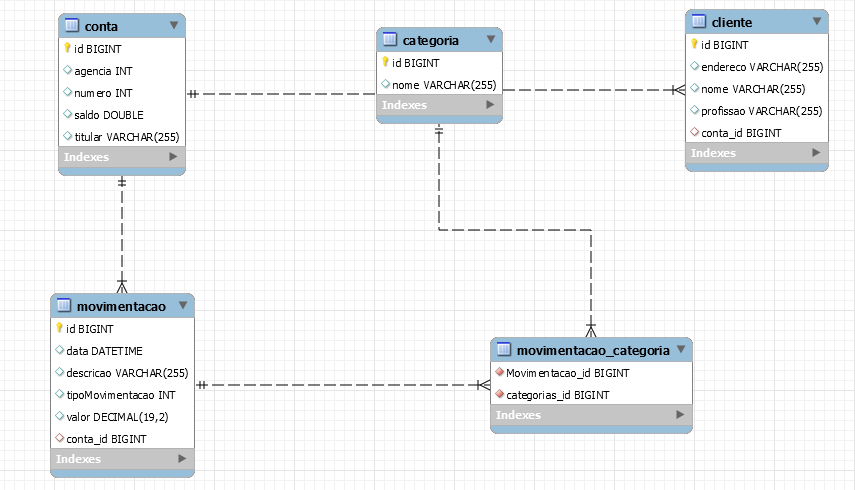 conta
id BIGINT
agencia INT
numero INT
saldo DOUBLE
titular VARCHAR(255)
Indexes
categoria
id BIGINT
nome VARCHAR(255)
Indexes
cliente
id BIGINT
endereco VARCHAR(255)
nome VARCHAR(255)
profissao VARCHAR(255)
conta_id BIGINT
Indexes
movimentacao
id BIGINT
data DATETIME
descricao VARCHAR(255)
tipoMovimentacao INT
valor DECIMAL(19,2)
conta_id BIGINT
Indexes
movimentacao_categoria
Movimentacao_id BIGINT
categorias_id BIGINT
Indexes